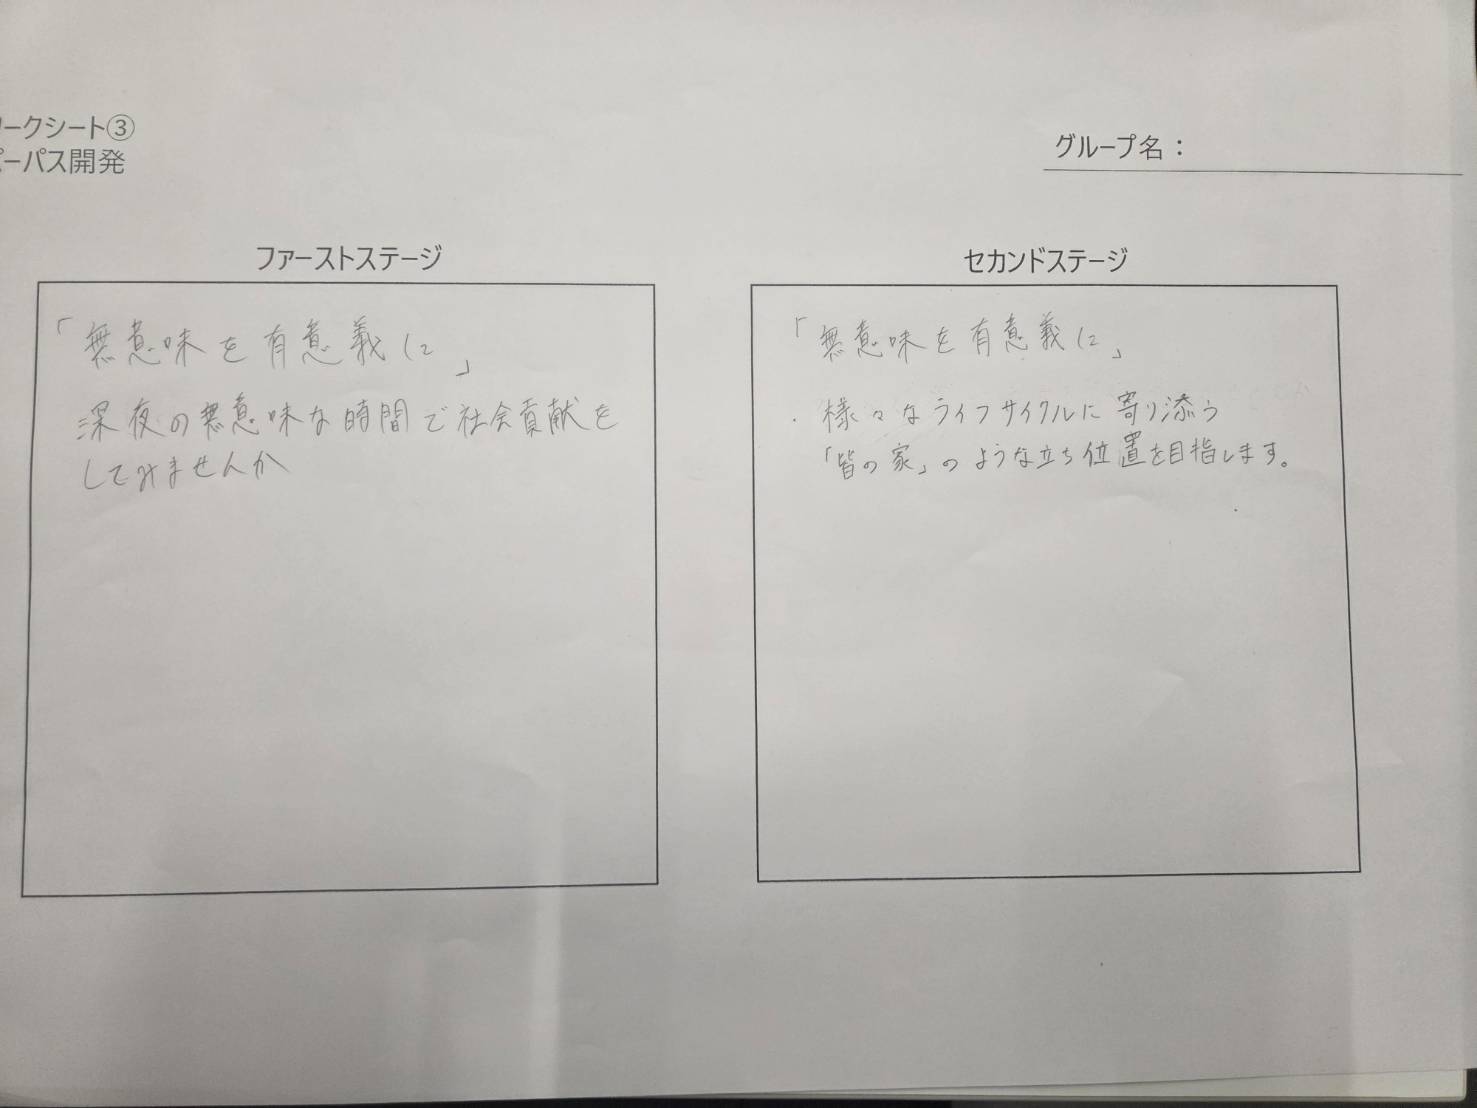 ワークシート③
パーパス開発
グループ名：
ファーストステージ
「無意味を有意義に」
深夜の無意味な時間で社会貢献を
してみませんか
セカンドステージ
「無意味を有意義に」
・様々なライフサイクルに寄り添う
「皆の家」のような立ち位置を目指します。